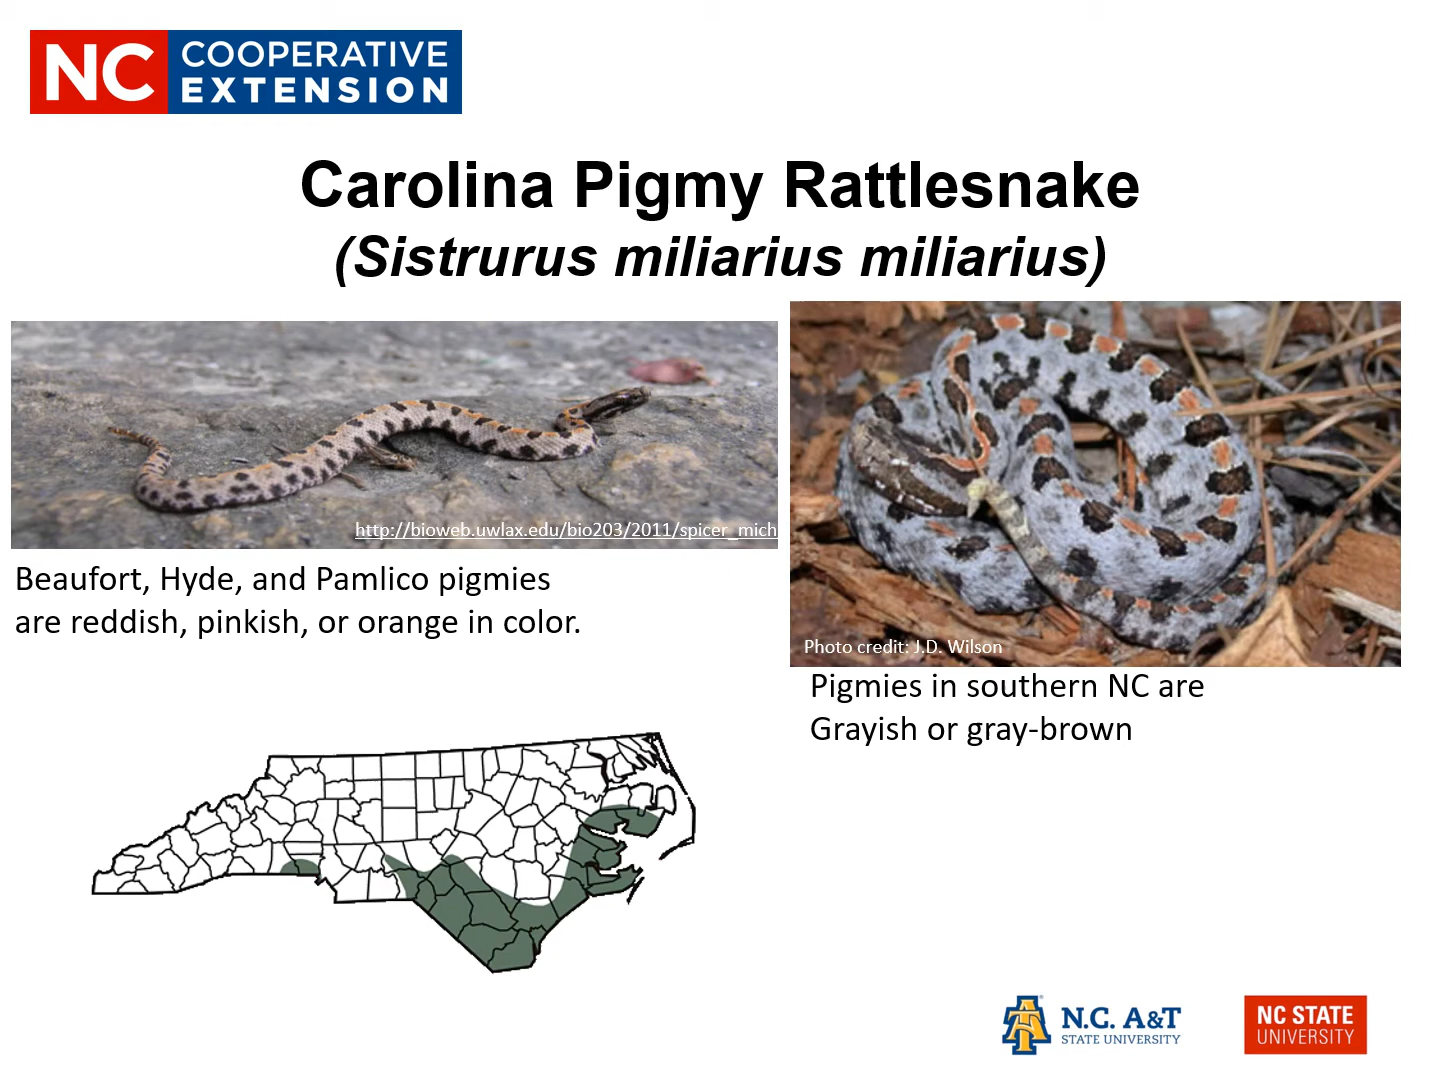 NC COOPERATIVE
EXTENSION
Carolina Pigmy Rattlesnake
(Sistrurus miliarius miliarius)
http://bioweb.uwlax.edu/bio203/2011/spicer_mich
Beaufort, Hyde, and Pamlico pigmies
are reddish, pinkish, or orange in color.
Photo credit: J.D. Wilson
Pigmies in southern NC are
Grayish or gray-brown
N.C. A&T
STATE UNIVERSITY
NC STATE
UNIVERSITY